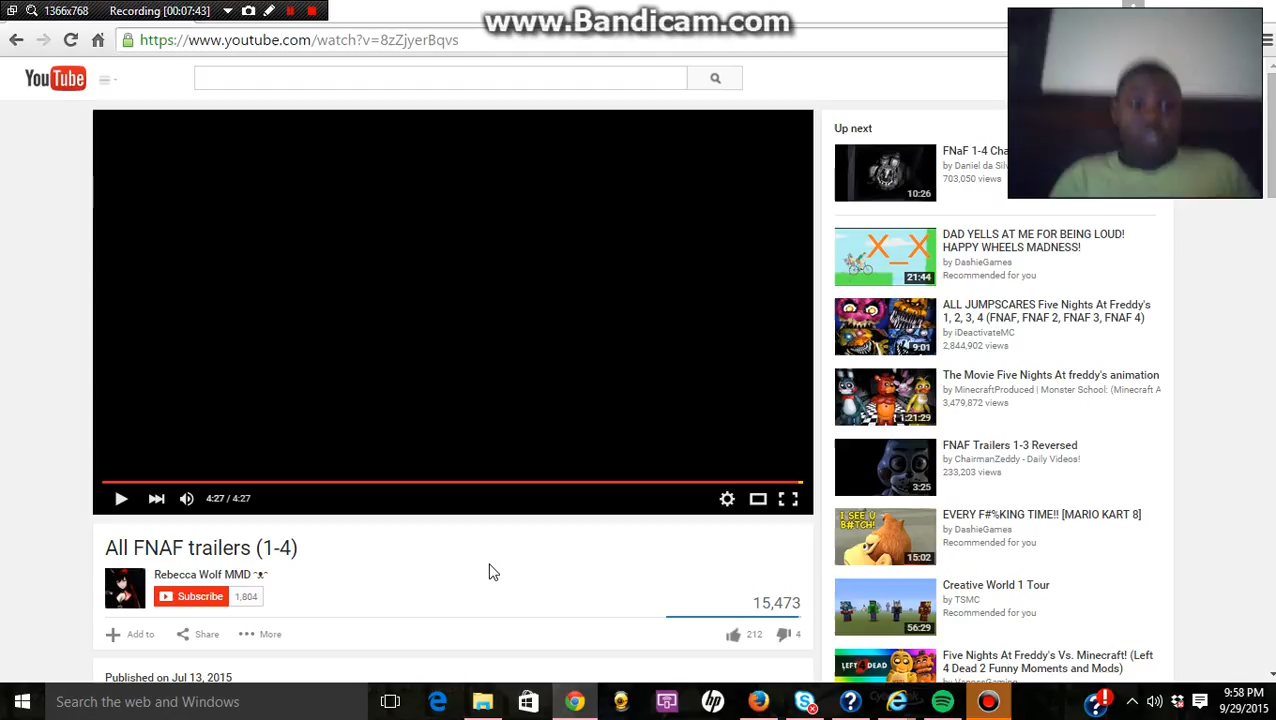 1366x768 Recording [00:07:43]
www.Bandicam.com
https://www.youtube.com/watch?v=8zZjyerBqvs
YouTube
4:27 / 4:27
All FNAF trailers (1-4)
Rebecca Wolf MMD
Subscribe 1,804
15,473
Add to Share More 212 4
Published on Jul 13, 2015
Up next
FNaF 1-4
by Daniel da
703,050 views
10:26
DAD YELLS AT ME FOR BEING LOUD!
HAPPY WHEELS MADNESS!
by DashieGames
Recommended for you
X_X
21:44
ALL JUMPSCARES Five Nights At Freddy's
1, 2, 3, 4 (FNAF, FNAF 2, FNAF 3, FNAF 4)
by iDeactivateMC
2,844,902 views
9:01
The Movie Five Nights At freddy's animation
by MinecraftProduced | Monster School: (Minecraft A
3,479,872 views
1:21:29
FNAF Trailers 1-3 Reversed
by ChairmanZeddy - Daily Videos!
233,203 views
3:25
EVERY F#%KING TIME!! [MARIO KART 8]
by DashieGames
Recommended for you
I SEE U
B#TCH!
15:02
Creative World 1 Tour
by TSMC
Recommended for you
56:29
Five Nights At Freddy's Vs. Minecraft! (Left
4 Dead 2 Funny Moments and Mods)
LEFT 4 DEAD
Search the web and Windows
9:58 PM
9/29/2015